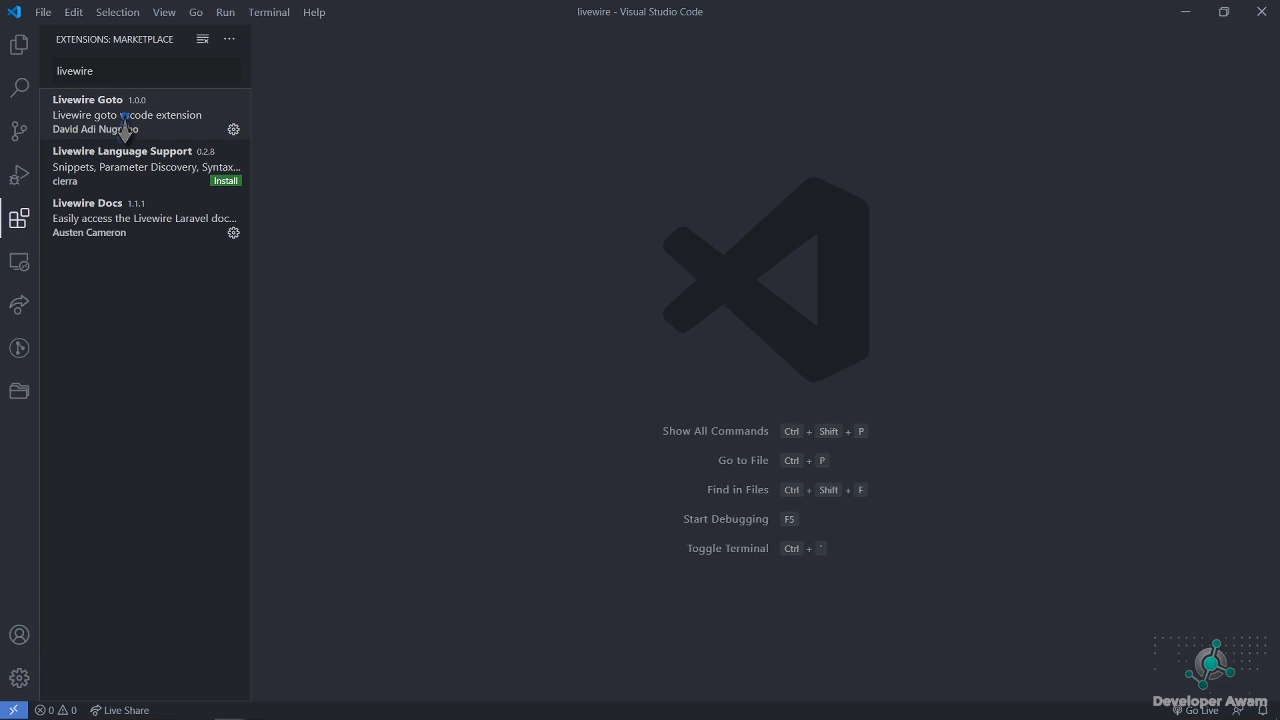 File Edit Selection View Go Run Terminal Help livewire - Visual Studio Code
EXTENSIONS: MARKETPLACE
livewire
Livewire Goto 1.0.0
Livewire goto vscode extension
David Adi Nugroho
Livewire Language Support 0.2.8
Snippets, Parameter Discovery, Syntax...
cierra
Install
Livewire Docs 1.1.1
Easily access the Livewire Laravel doc...
Austen Cameron
Show All Commands Ctrl + Shift + P
Go to File Ctrl + P
Find in Files Ctrl + Shift + F
Start Debugging F5
Toggle Terminal Ctrl + `
0 0 Live Share
Go Live
Developer Awam